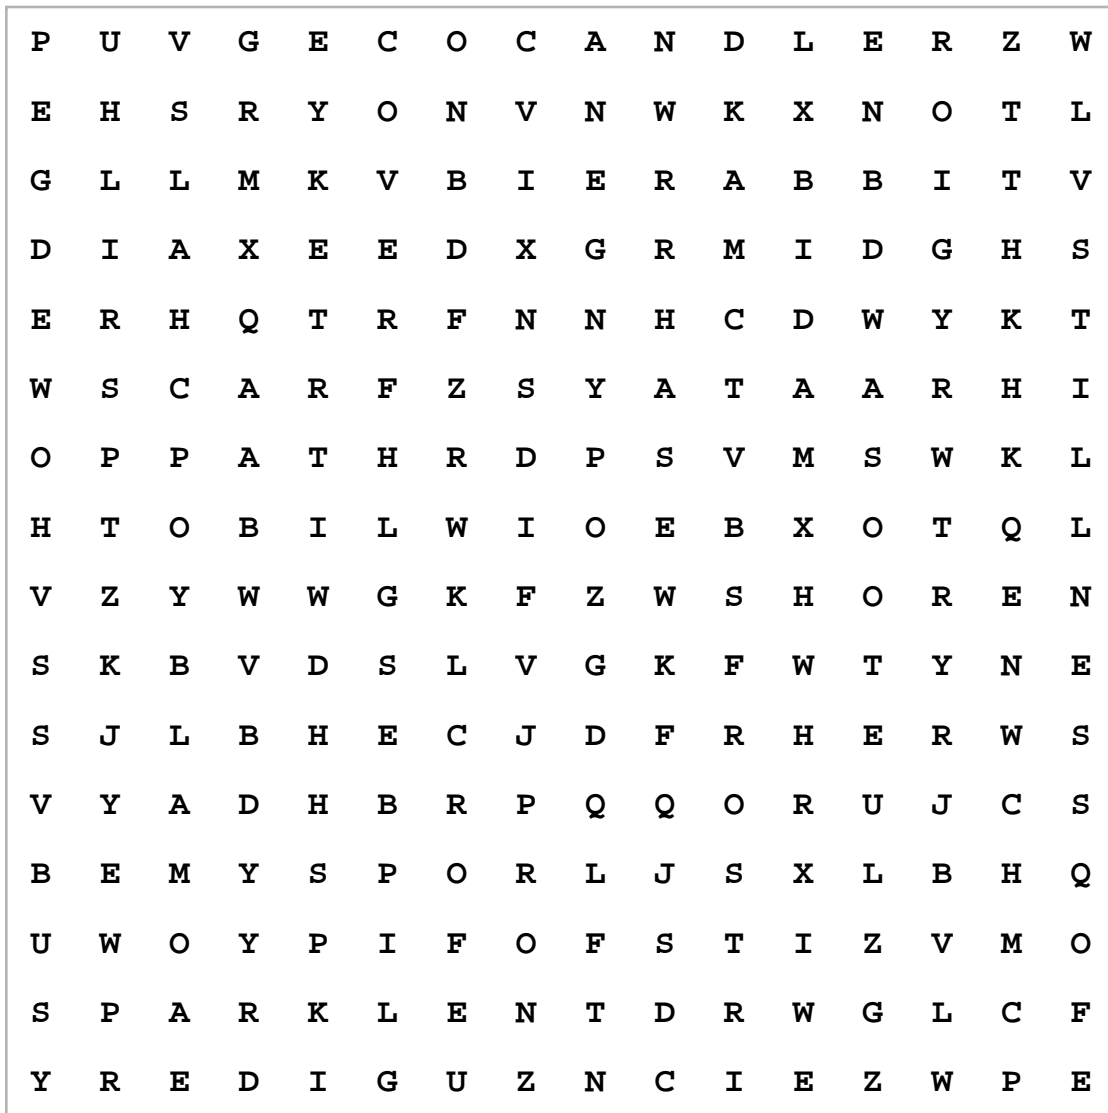 P U V G E C O C A N D L E R Z W
E H S R Y O N V N W K X N O T L
G L L M K V B I E R A B B I T V
D I A X E E D X G R M I D G H S
E R H Q T R F N N H C D W Y K T
W S C A R F Z S Y A T A A R H I
O P P A T H R D P S V M S W K L
H T O B I L W I O E B X O T Q L
V Z Y W W G K F Z W S H O R E N
S K B V D S L V G K F W T Y N E
S J L B H E C J D F R H E R W S
V Y A D H B R P Q Q O R U J C S
B E M Y S P O R L J S X L B H Q
U W O Y P I F O F S T I Z V M O
S P A R K L E N T D R W G L C F
Y R E D I G U Z N C I E Z W P E